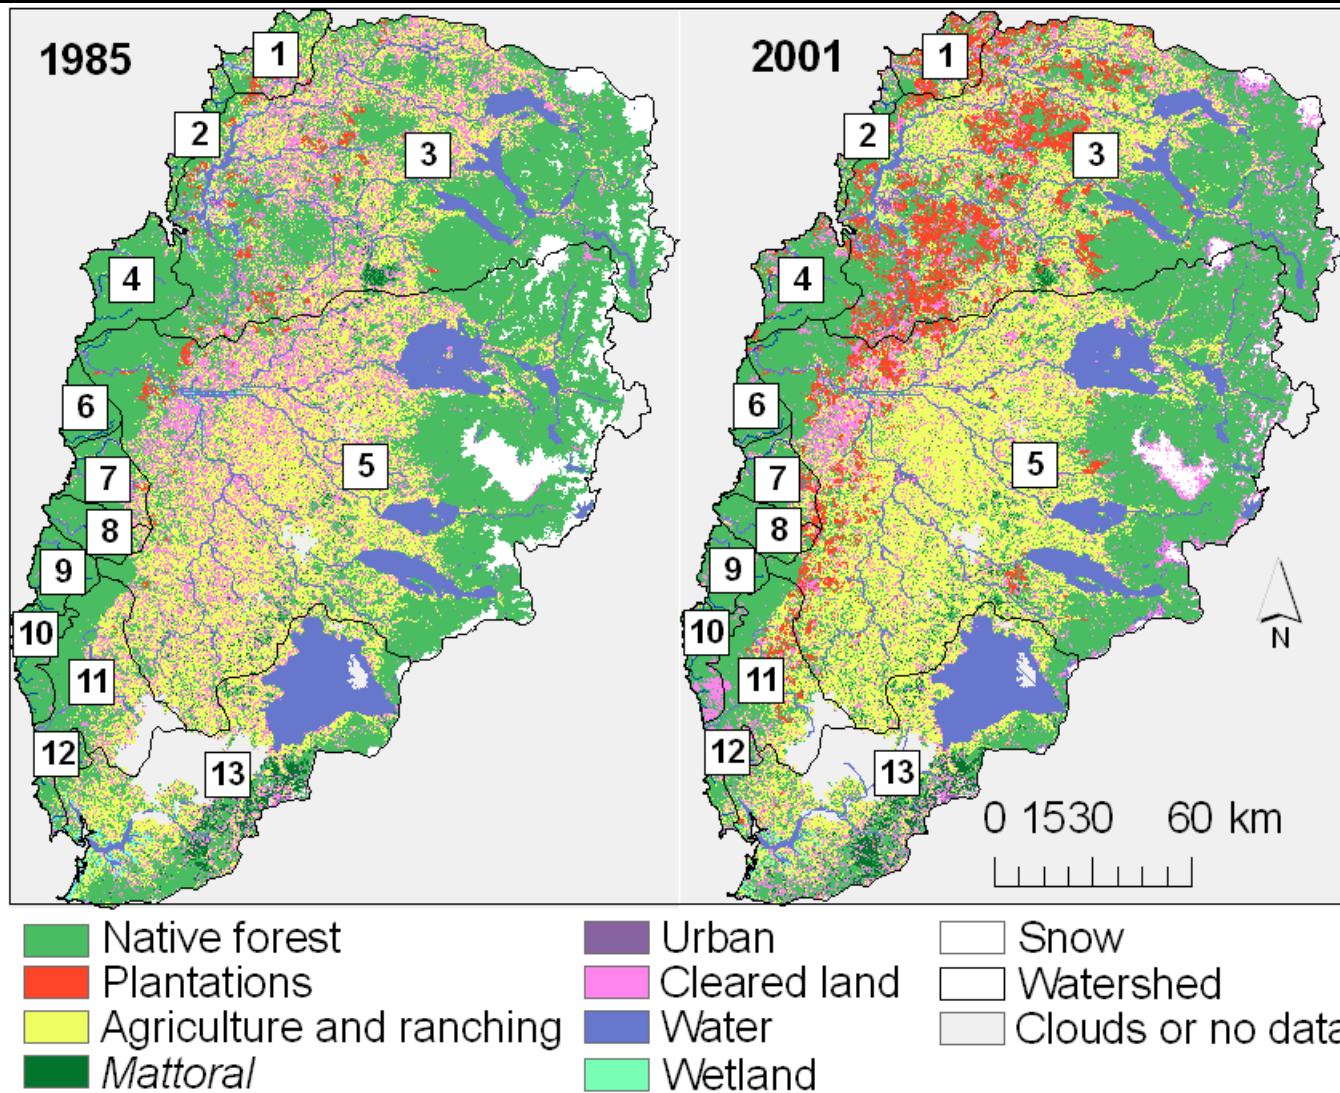 1985
1
2
3
4
5
6
7
8
9
10
11
12
13
2001
1
2
3
4
5
6
7
8
9
10
11
12
13
N
0 1530 60 km
Native forest
Plantations
Agriculture and ranching
Mattoral
Urban
Cleared land
Water
Wetland
Snow
Watershed
Clouds or no data